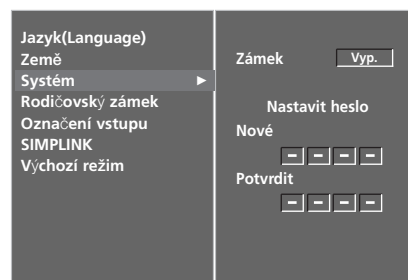 Jazyk(Language)
Země
Systém ►
Rodičovský zámek
Označení vstupu
SIMPLINK
Výchozí režim
Zámek Vyp.
Nastavit heslo
Nové
– – – –
Potvrdit
– – – –